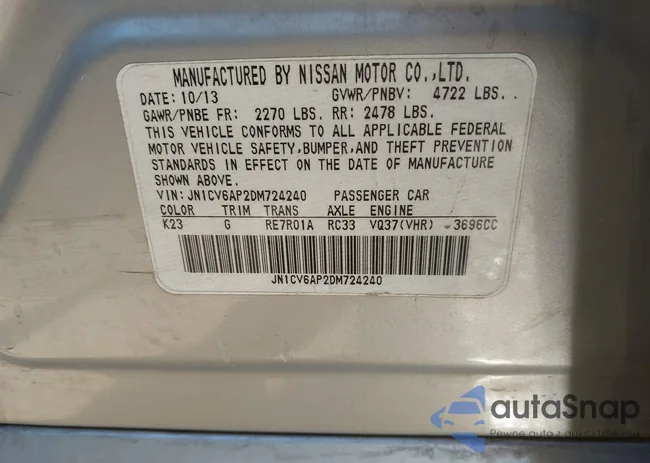 MANUFACTURED BY NISSAN MOTOR CO.,LTD.
DATE: 10/13 GVWR/PNBV: 4722 LBS.
GAWR/PNBE FR: 2270 LBS. RR: 2478 LBS.
THIS VEHICLE CONFORMS TO ALL APPLICABLE FEDERAL
MOTOR VEHICLE SAFETY,BUMPER,AND THEFT PREVENTION
STANDARDS IN EFFECT ON THE DATE OF MANUFACTURE
SHOWN ABOVE.
VIN: JN1CV6AP2DM724240 PASSENGER CAR
COLOR TRIM TRANS AXLE ENGINE
K23 G RE7R01A RC33 VQ37(VHR) 3696CC
JN1CV6AP2DM724240
autaSnap
Pewne auto z